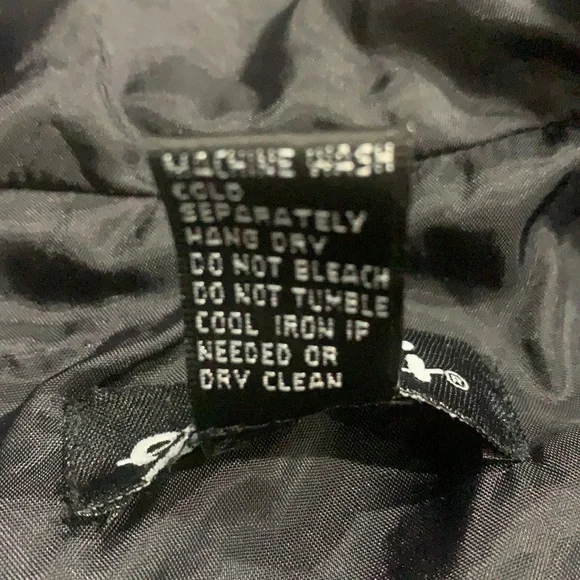 MACHINE WASH
COLD
SEPARATELY
HANG DRY
DO NOT BLEACH
DO NOT TUMBLE
COOL IRON IF
NEEDED OR
DRY CLEAN
®